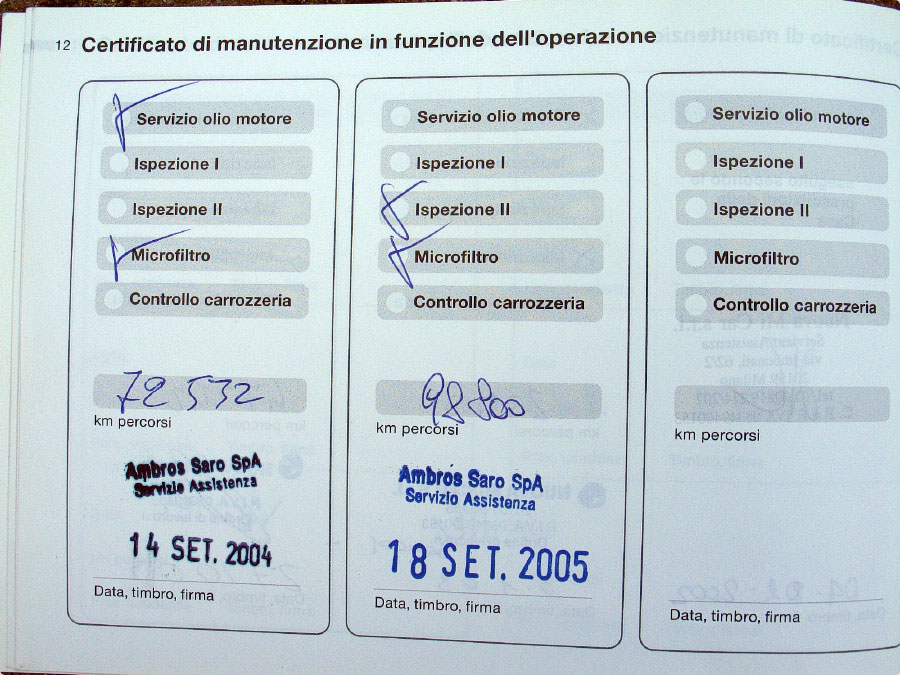 12 Certificato di manutenzione in funzione dell'operazione
Servizio olio motore
Ispezione I
Ispezione II
Microfiltro
Controllo carrozzeria
72 532
km percorsi
Ambros Saro SpA
Servizio Assistenza
14 SET. 2004
Data, timbro, firma
Servizio olio motore
Ispezione I
Ispezione II
Microfiltro
Controllo carrozzeria
98 800
km percorsi
Ambros Saro SpA
Servizio Assistenza
18 SET. 2005
Data, timbro, firma
Servizio olio motore
Ispezione I
Ispezione II
Microfiltro
Controllo carrozzeria
km percorsi
Data, timbro, firma